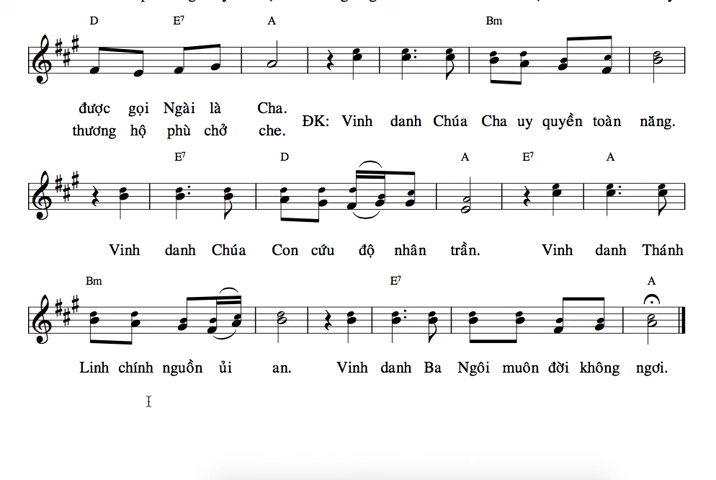 D E7 A Bm
được gọi Ngài là Cha.
thương hộ phù chở che.
ĐK: Vinh danh Chúa Cha uy quyền toàn năng.
E7 D A E7 A
Vinh danh Chúa Con cứu độ nhân trần. Vinh danh Thánh
Bm E7 A
Linh chính nguồn ủi an. Vinh danh Ba Ngôi muôn đời không ngơi.